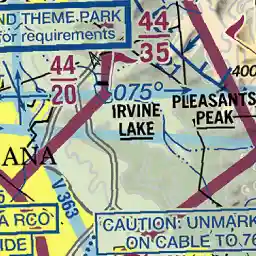 ND THEME PARK
for requirements
44
35
44
20
075°
400
IRVINE
LAKE
PLEASANTS
PEAK
ANA
V 363
A RCO
IDE
CAUTION: UNMARK
ON CABLE TO 76